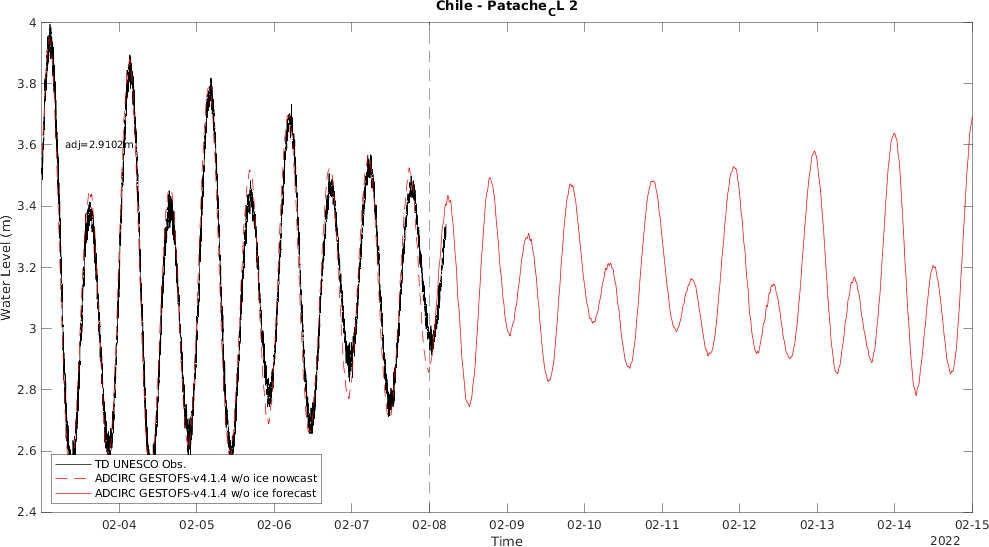 Chile - Patache_CL 2
4
3.8
3.6
3.4
3.2
3
2.8
2.6
2.4
Water Level (m)
adj=2.9102m
TD UNESCO Obs.
ADCIRC GESTOFS-v4.1.4 w/o ice nowcast
ADCIRC GESTOFS-v4.1.4 w/o ice forecast
02-04 02-05 02-06 02-07 02-08 02-09 02-10 02-11 02-12 02-13 02-14 02-15
Time
2022